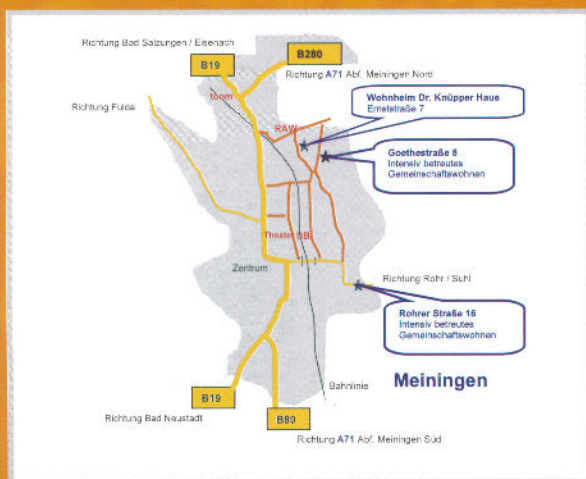 Richtung Bad Salzungen / Eisenach
B19
B280
Richtung A71 Abf. Meiningen Nord
toom
Richtung Fulda
Wohnheim Dr. Knüpper Haus
Ernststraße 7
RAW
Goethestraße 8
Intensiv betreutes
Gemeinschaftswohnen
Theater
BB
Zentrum
Richtung Rohr / Suhl
Rohrer Straße 16
Intensiv betreutes
Gemeinschaftswohnen
Meiningen
Bahnlinie
B19
Richtung Bad Neustadt
B89
Richtung A71 Abf. Meiningen Süd